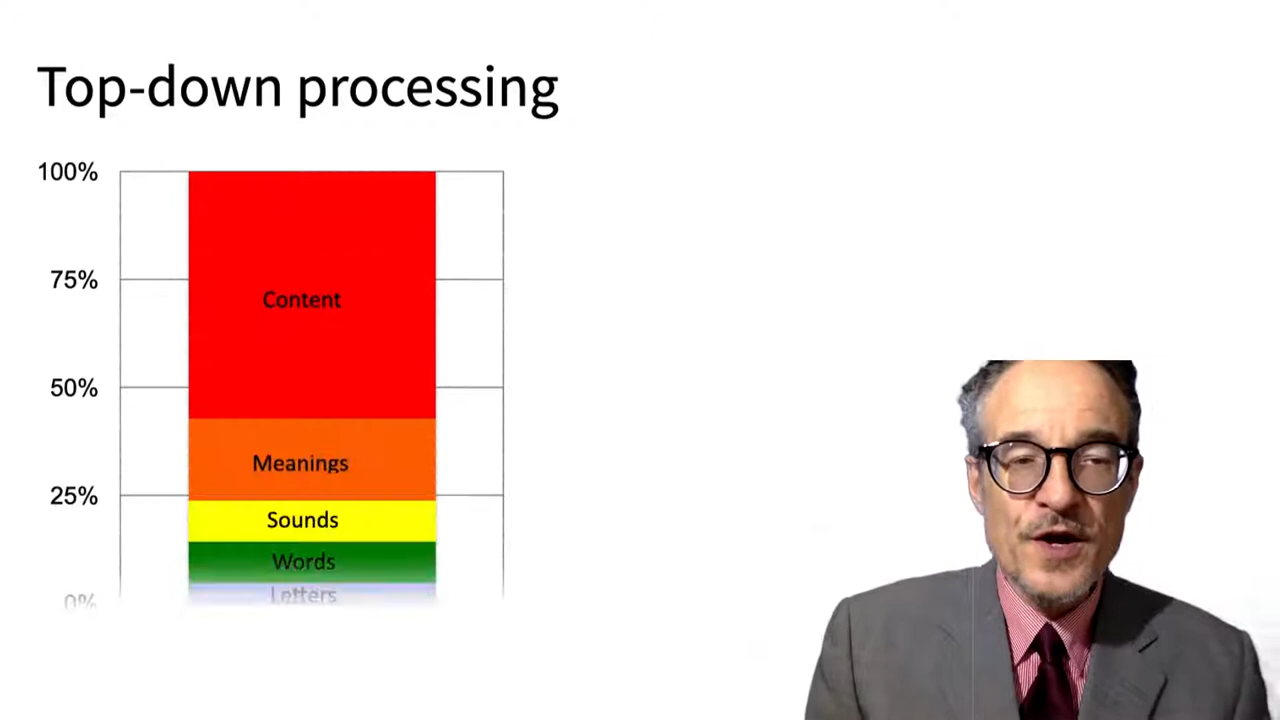 Top-down processing
100%
75%
50%
25%
0%
Content
Meanings
Sounds
Words
Letters